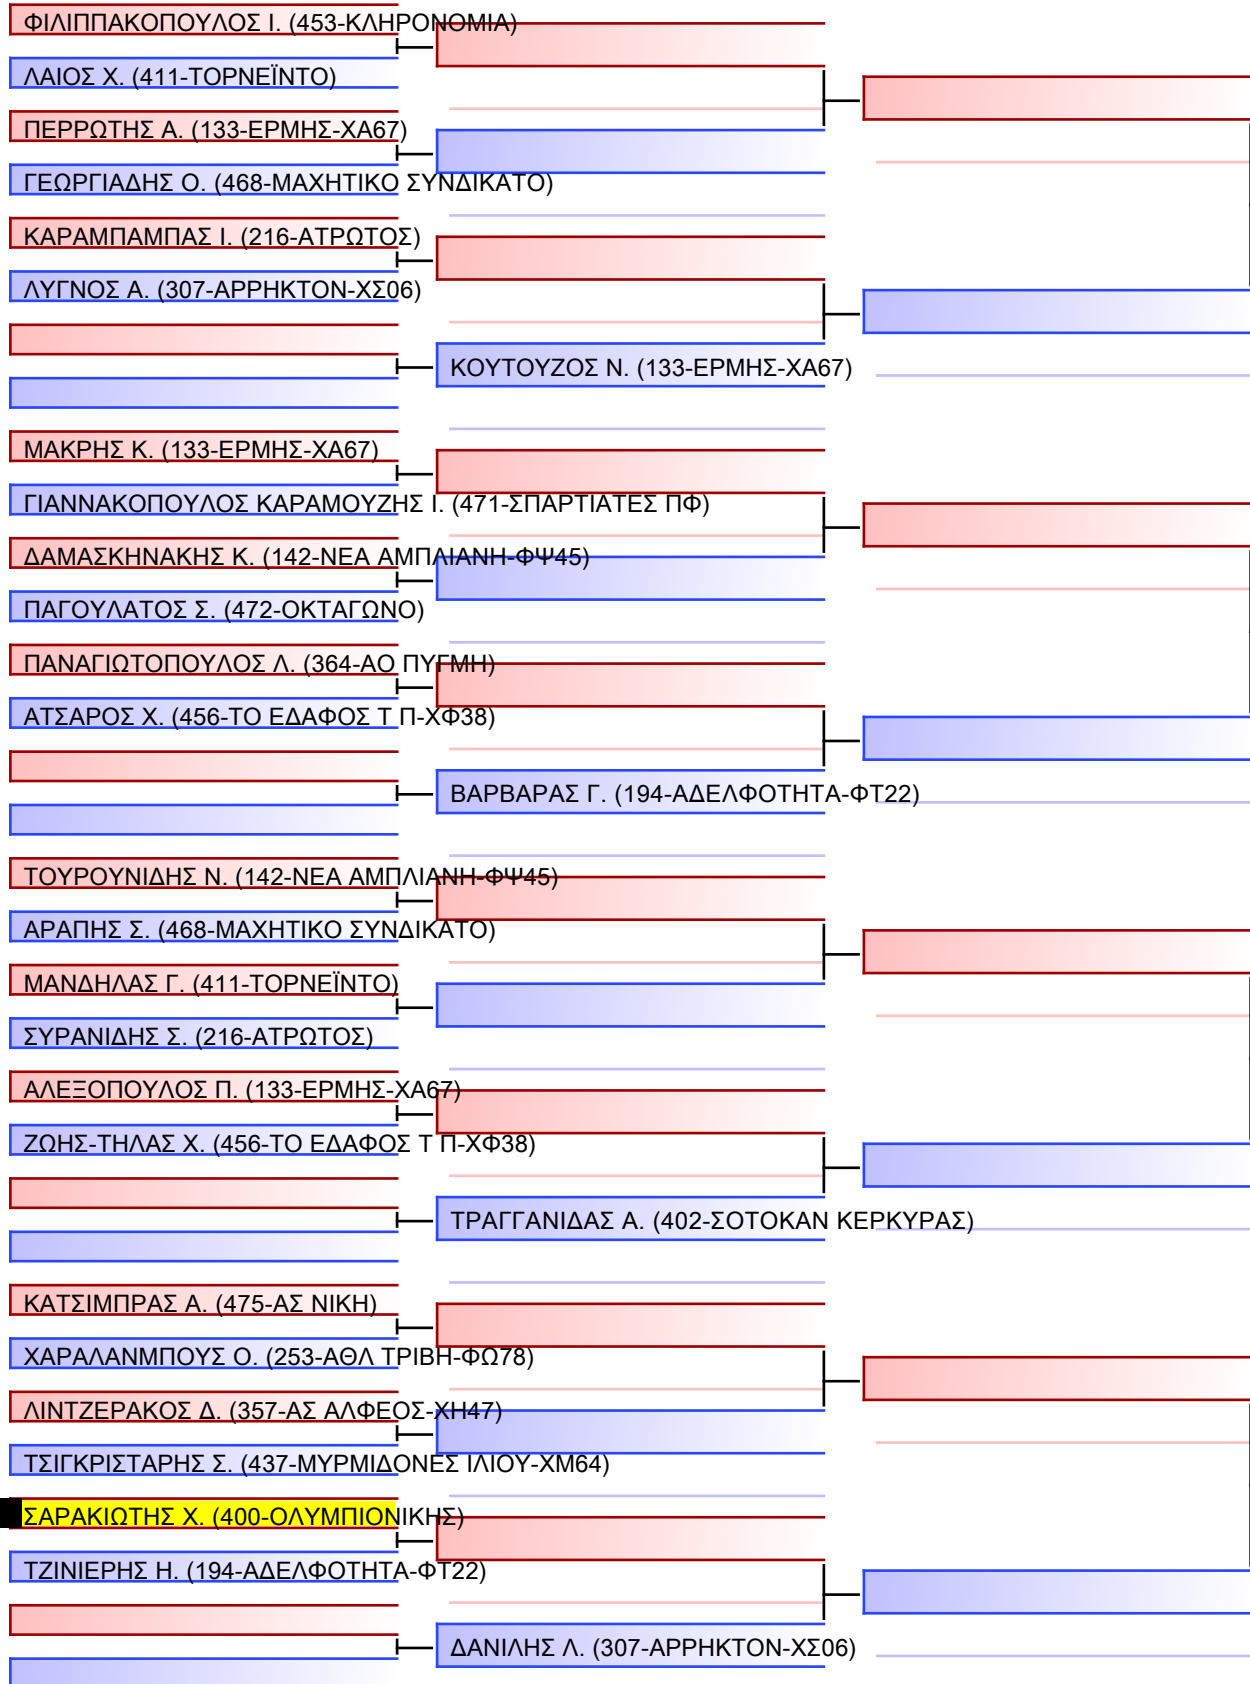 ΦΙΛΙΠΠΑΚΟΠΟΥΛΟΣ Ι. (453-ΚΛΗΡΟΝΟΜΙΑ)
ΛΑΙΟΣ Χ. (411-ΤΟΡΝΕΪΝΤΟ)
ΠΕΡΡΩΤΗΣ Α. (133-ΕΡΜΗΣ-ΧΑ67)
ΓΕΩΡΓΙΑΔΗΣ Ο. (468-ΜΑΧΗΤΙΚΟ ΣΥΝΔΙΚΑΤΟ)
ΚΑΡΑΜΠΑΜΠΑΣ Ι. (216-ΑΤΡΩΤΟΣ)
ΛΥΓΝΟΣ Α. (307-ΑΡΡΗΚΤΟΝ-ΧΣ06)
ΚΟΥΤΟΥΖΟΣ Ν. (133-ΕΡΜΗΣ-ΧΑ67)
ΜΑΚΡΗΣ Κ. (133-ΕΡΜΗΣ-ΧΑ67)
ΓΙΑΝΝΑΚΟΠΟΥΛΟΣ ΚΑΡΑΜΟΥΖΗΣ Ι. (471-ΣΠΑΡΤΙΑΤΕΣ ΠΦ)
ΔΑΜΑΣΚΗΝΑΚΗΣ Κ. (142-ΝΕΑ ΑΜΠΛΙΑΝΗ-ΦΨ45)
ΠΑΓΟΥΛΑΤΟΣ Σ. (472-ΟΚΤΑΓΩΝΟ)
ΠΑΝΑΓΙΩΤΟΠΟΥΛΟΣ Λ. (364-ΑΟ ΠΥΓΜΗ)
ΑΤΣΑΡΟΣ Χ. (456-ΤΟ ΕΔΑΦΟΣ Τ Π-ΧΦ38)
ΒΑΡΒΑΡΑΣ Γ. (194-ΑΔΕΛΦΟΤΗΤΑ-ΦΤ22)
ΤΟΥΡΟΥΝΙΔΗΣ Ν. (142-ΝΕΑ ΑΜΠΛΙΑΝΗ-ΦΨ45)
ΑΡΑΠΗΣ Σ. (468-ΜΑΧΗΤΙΚΟ ΣΥΝΔΙΚΑΤΟ)
ΜΑΝΔΗΛΑΣ Γ. (411-ΤΟΡΝΕΪΝΤΟ)
ΣΥΡΑΝΙΔΗΣ Σ. (216-ΑΤΡΩΤΟΣ)
ΑΛΕΞΟΠΟΥΛΟΣ Π. (133-ΕΡΜΗΣ-ΧΑ67)
ΖΩΗΣ-ΤΗΛΑΣ Χ. (456-ΤΟ ΕΔΑΦΟΣ Τ Π-ΧΦ38)
ΤΡΑΓΓΑΝΙΔΑΣ Α. (402-ΣΟΤΟΚΑΝ ΚΕΡΚΥΡΑΣ)
ΚΑΤΣΙΜΠΡΑΣ Α. (475-ΑΣ ΝΙΚΗ)
ΧΑΡΑΛΑΝΜΠΟΥΣ Ο. (253-ΑΘΛ ΤΡΙΒΗ-ΦΩ78)
ΛΙΝΤΖΕΡΑΚΟΣ Δ. (357-ΑΣ ΑΛΦΕΟΣ-ΧΗ47)
ΤΣΙΓΚΡΙΣΤΑΡΗΣ Σ. (437-ΜΥΡΜΙΔΟΝΕΣ ΙΛΙΟΥ-ΧΜ64)
ΣΑΡΑΚΙΩΤΗΣ Χ. (400-ΟΛΥΜΠΙΟΝΙΚΗΣ)
ΤΖΙΝΙΕΡΗΣ Η. (194-ΑΔΕΛΦΟΤΗΤΑ-ΦΤ22)
ΔΑΝΙΛΗΣ Λ. (307-ΑΡΡΗΚΤΟΝ-ΧΣ06)